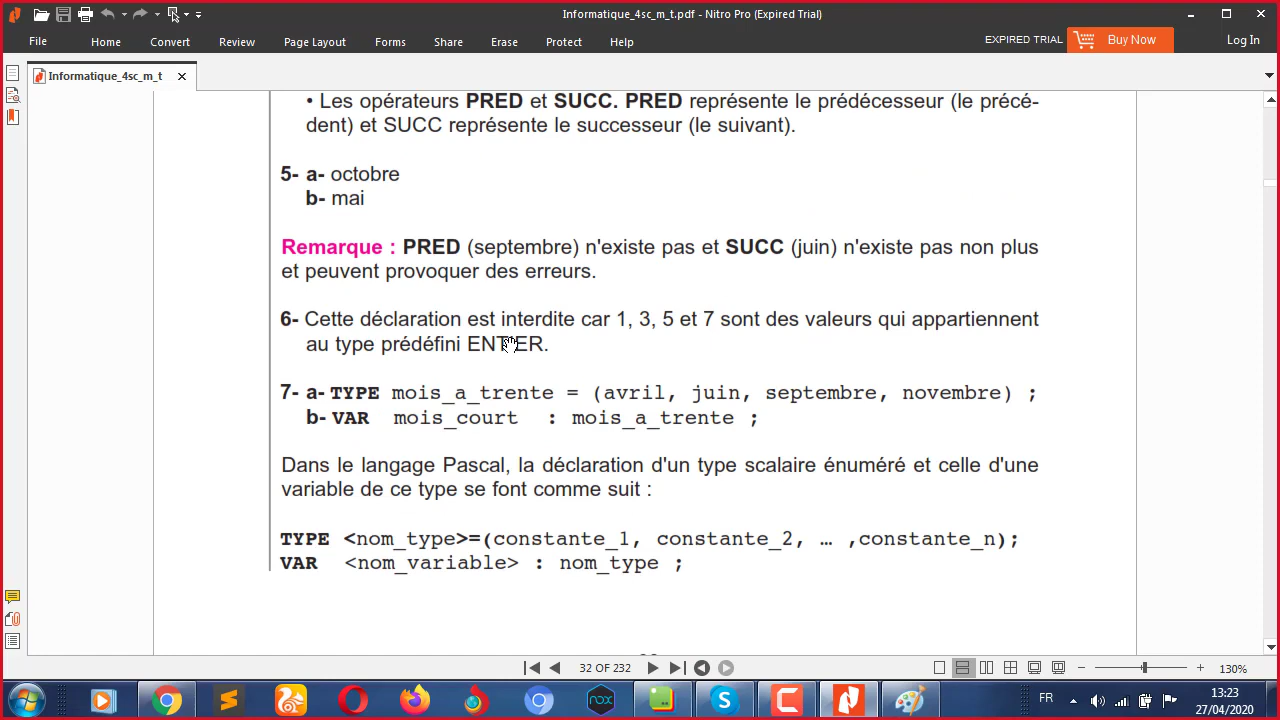 Informatique_4sc_m_t.pdf - Nitro Pro (Expired Trial)
File Home Convert Review Page Layout Forms Share Erase Protect Help EXPIRED TRIAL Buy Now Log In
Informatique_4sc_m_t
• Les opérateurs PRED et SUCC. PRED représente le prédécesseur (le précé-
dent) et SUCC représente le successeur (le suivant).
5- a- octobre
b- mai
Remarque : PRED (septembre) n'existe pas et SUCC (juin) n'existe pas non plus
et peuvent provoquer des erreurs.
6- Cette déclaration est interdite car 1, 3, 5 et 7 sont des valeurs qui appartiennent
au type prédéfini ENTIER.
7- a- TYPE mois_a_trente = (avril, juin, septembre, novembre) ;
b- VAR mois_court : mois_a_trente ;
Dans le langage Pascal, la déclaration d'un type scalaire énuméré et celle d'une
variable de ce type se font comme suit :
TYPE <nom_type>=(constante_1, constante_2, … ,constante_n);
VAR <nom_variable> : nom_type ;
32 OF 232 130%
nox
FR 13:23
27/04/2020